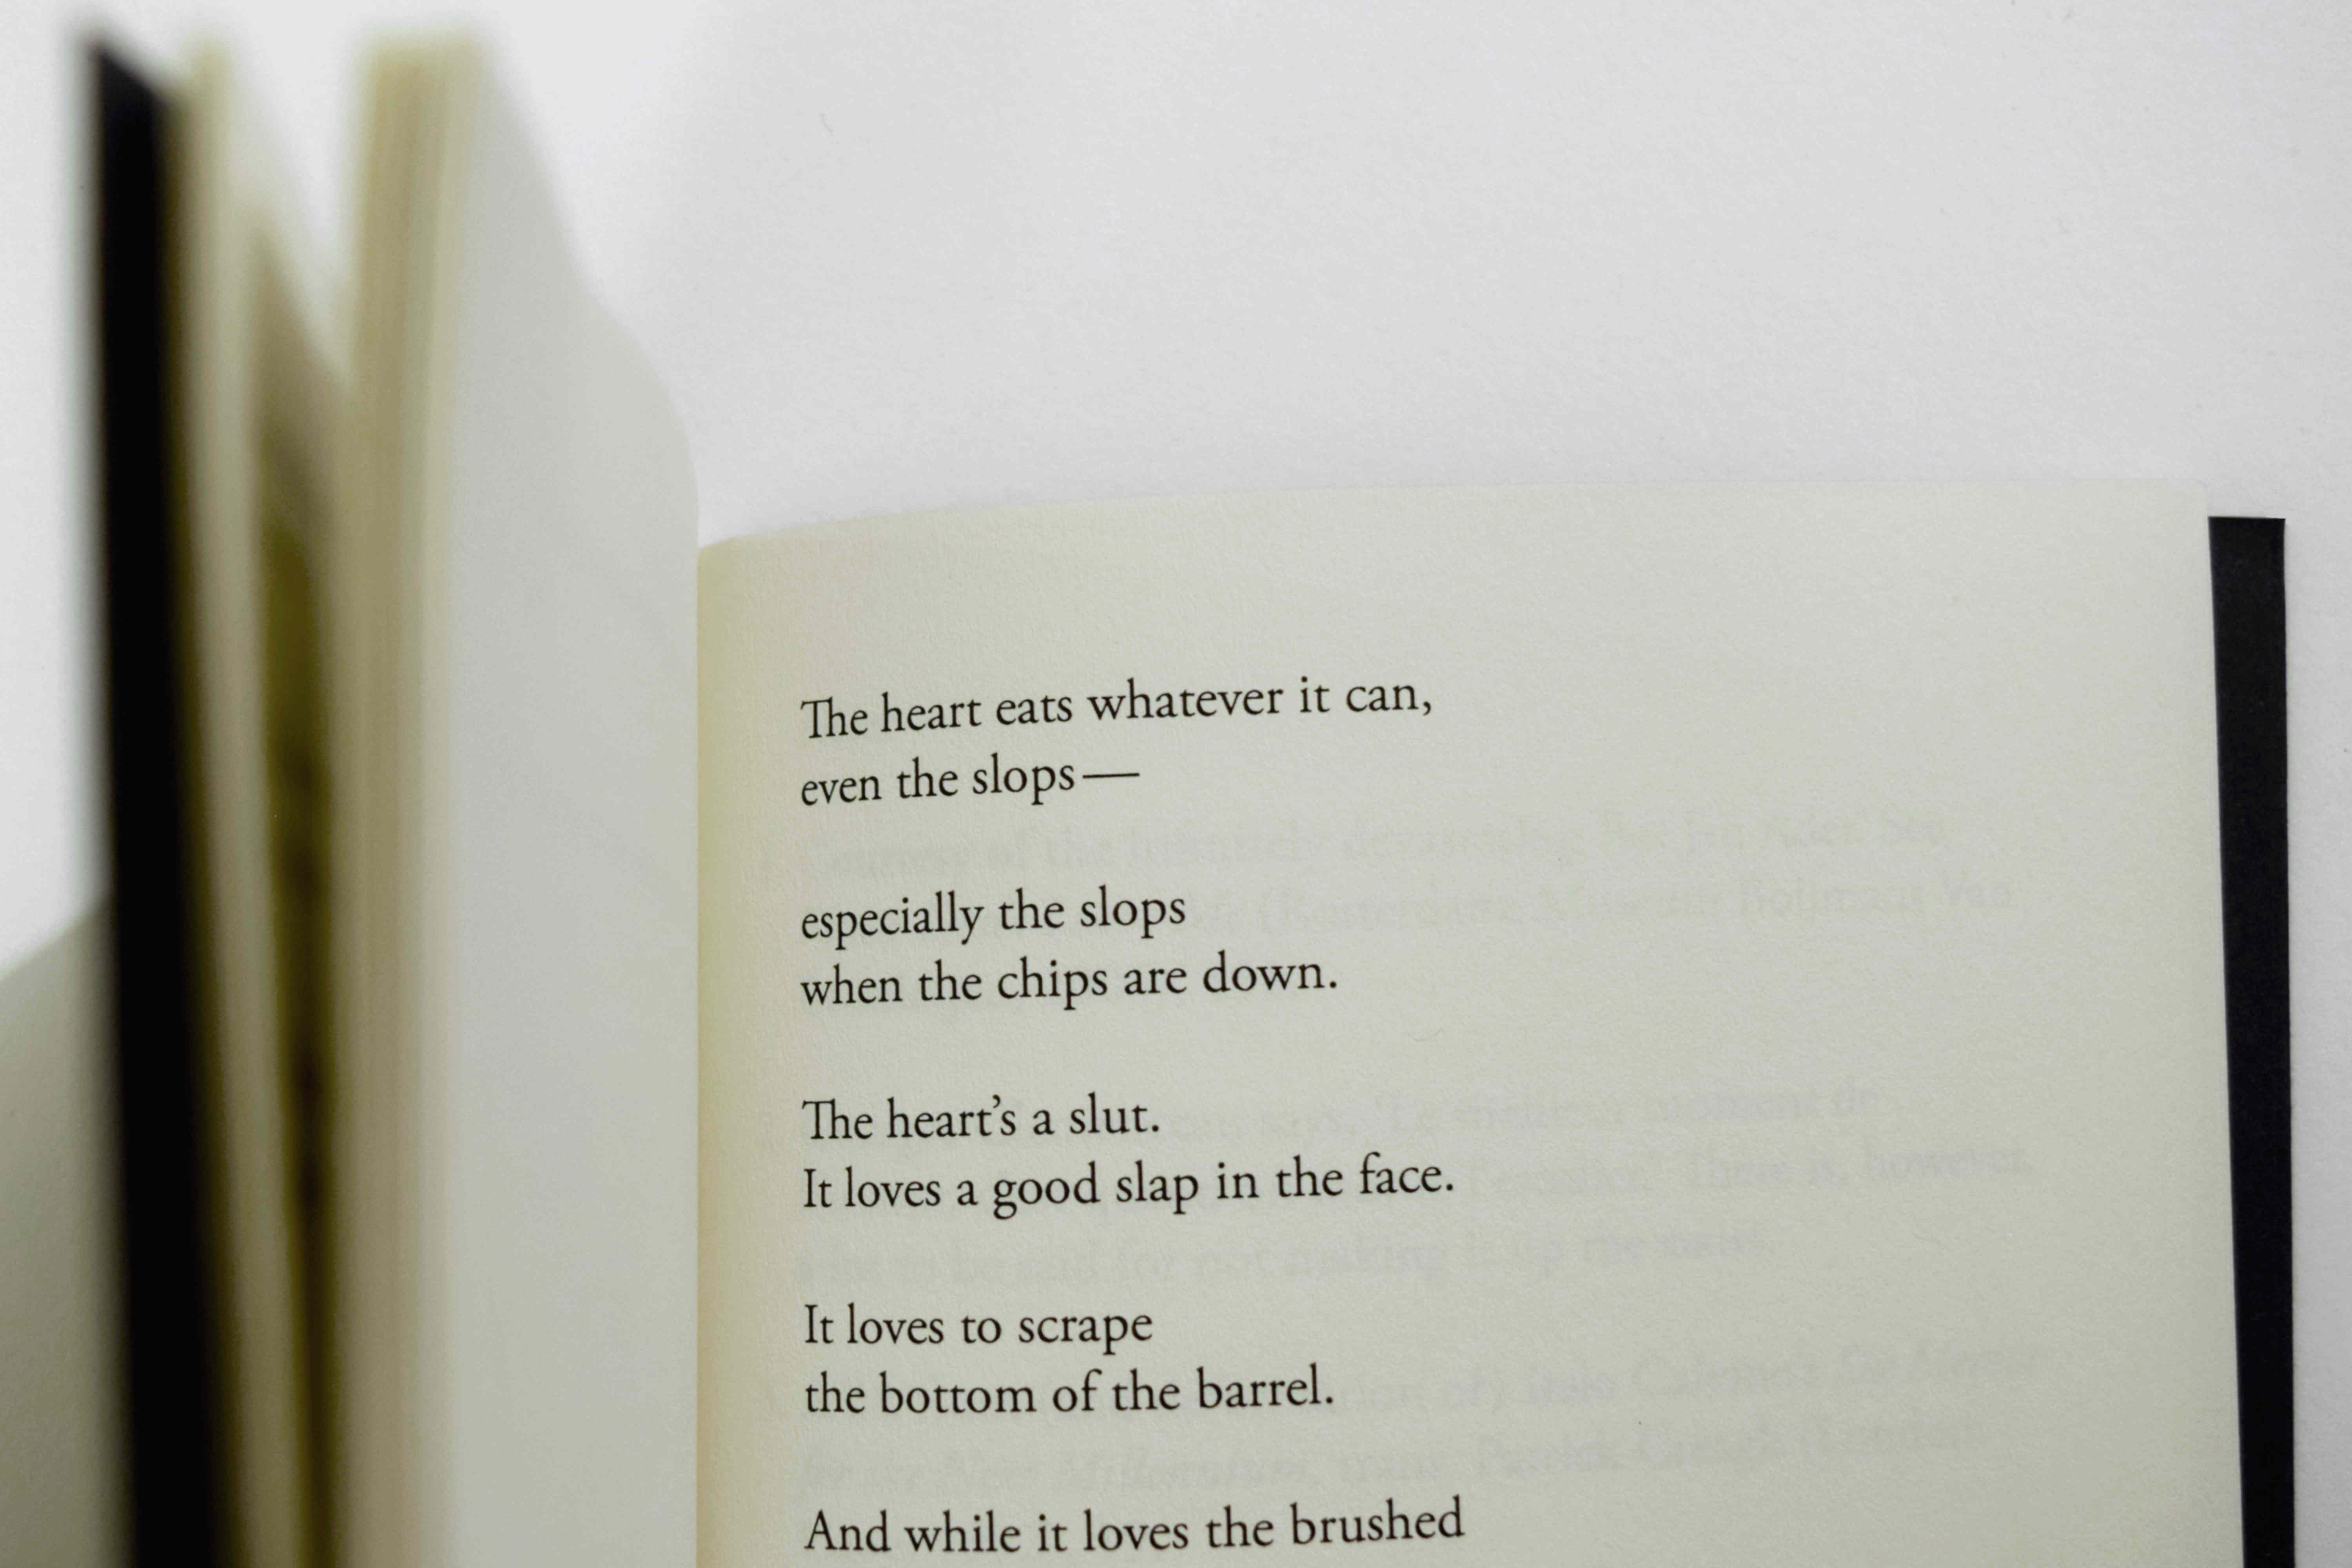 The heart eats whatever it can,
even the slops—
especially the slops
when the chips are down.
The heart's a slut.
It loves a good slap in the face.
It loves to scrape
the bottom of the barrel.
And while it loves the brushed